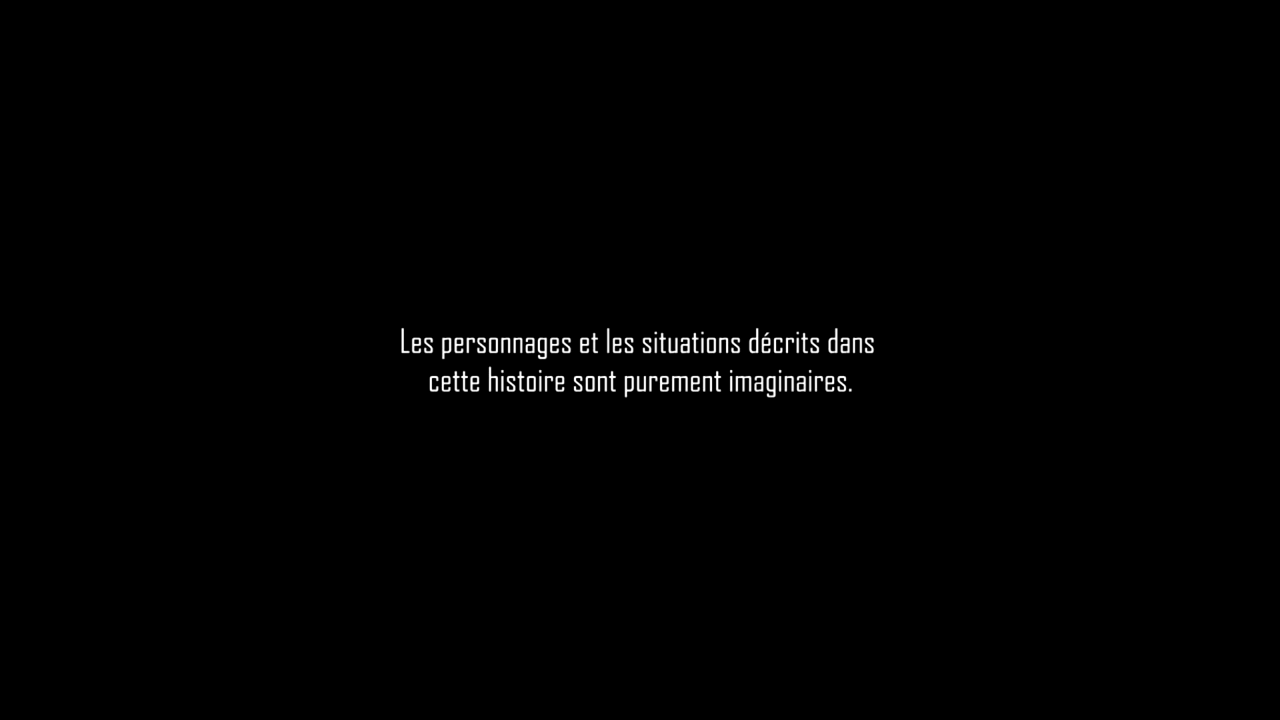 Les personnages et les situations décrits dans
cette histoire sont purement imaginaires.